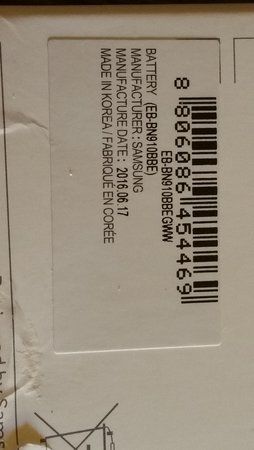 BATTERY (EB-BN910BBE)
MANUFACTURER : SAMSUNG
MANUFACTURE DATE : 2016.06.17
MADE IN KOREA / FABRIQUÉ EN CORÉE
EB-BN910BBEGWW
8 806086 454469